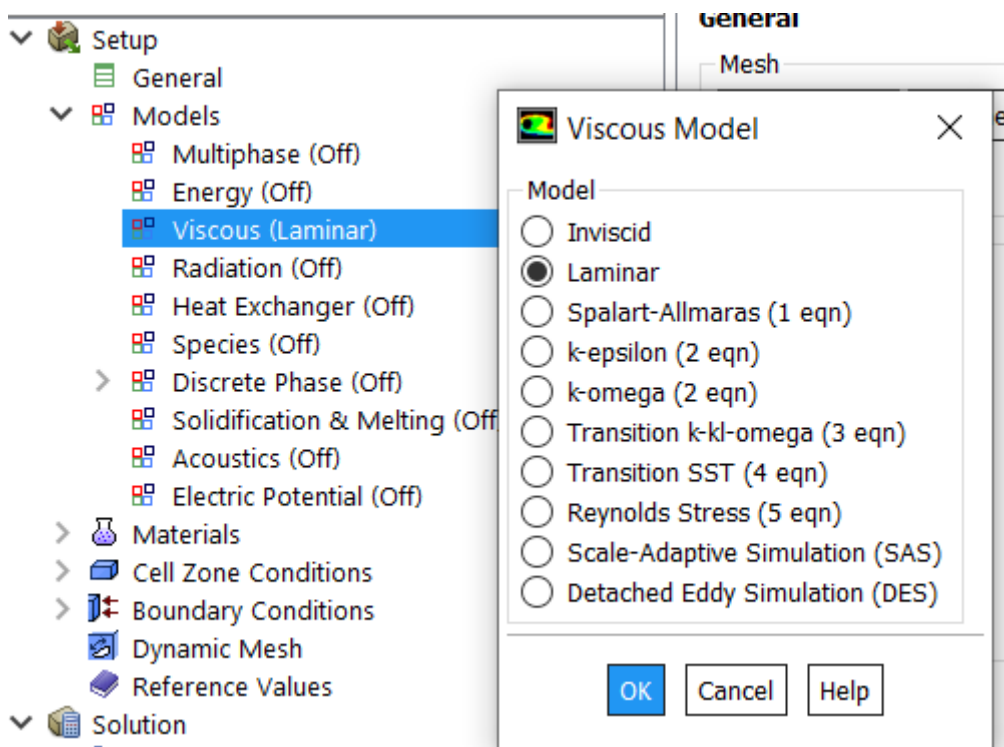 Setup
General
Models
Multiphase (Off)
Energy (Off)
Viscous (Laminar)
Radiation (Off)
Heat Exchanger (Off)
Species (Off)
Discrete Phase (Off)
Solidification & Melting (Off
Acoustics (Off)
Electric Potential (Off)
Materials
Cell Zone Conditions
Boundary Conditions
Dynamic Mesh
Reference Values
Solution
General
Mesh
Viscous Model
Model
Inviscid
Laminar
Spalart-Allmaras (1 eqn)
k-epsilon (2 eqn)
k-omega (2 eqn)
Transition k-kl-omega (3 eqn)
Transition SST (4 eqn)
Reynolds Stress (5 eqn)
Scale-Adaptive Simulation (SAS)
Detached Eddy Simulation (DES)
OK
Cancel
Help